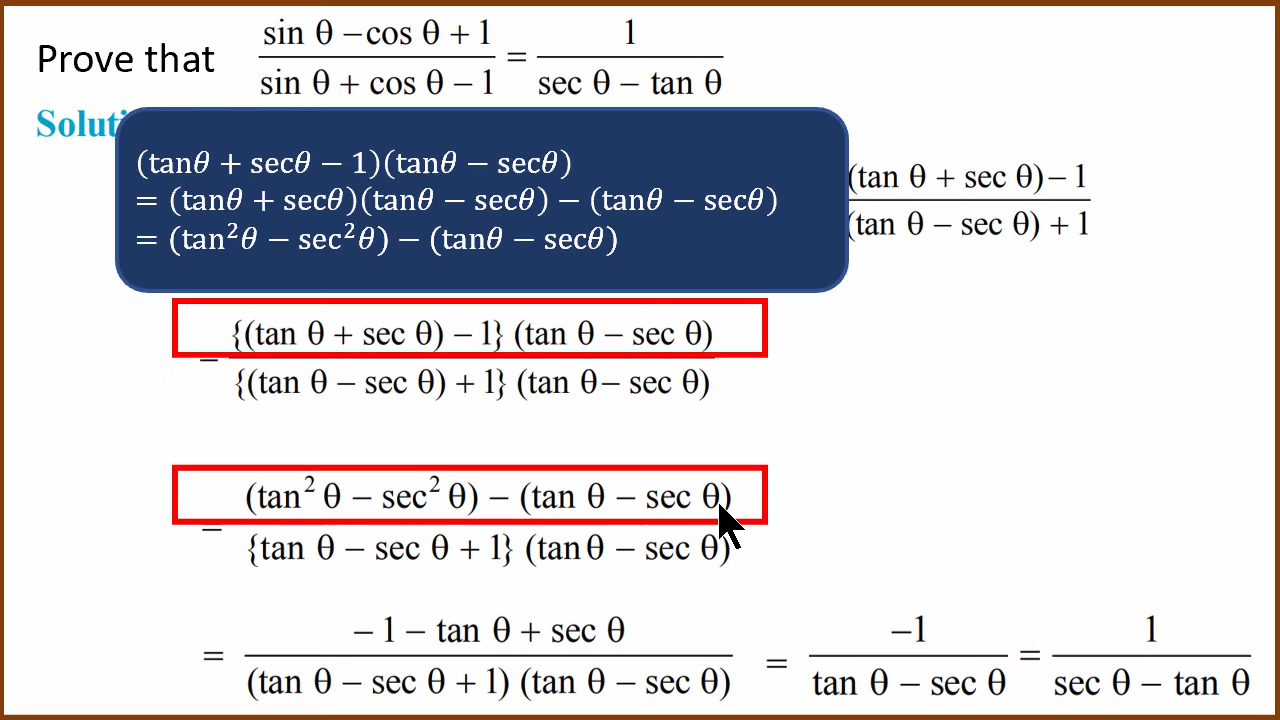 Prove that (sin θ – cos θ + 1)/(sin θ + cos θ – 1) = 1/(sec θ – tan θ)
(tanθ + secθ − 1)(tanθ − secθ)
= (tanθ + secθ)(tanθ − secθ) − (tanθ − secθ)
= (tan²θ − sec²θ) − (tanθ − secθ)
(tan θ + sec θ) – 1
(tan θ – sec θ) + 1
= {(tan θ + sec θ) – 1} (tan θ – sec θ)
{(tan θ – sec θ) + 1} (tan θ – sec θ)
= (tan² θ – sec² θ) – (tan θ – sec θ)
{tan θ – sec θ + 1} (tan θ – sec θ)
= (– 1 – tan θ + sec θ)/((tan θ – sec θ + 1) (tan θ – sec θ)) = –1/(tan θ – sec θ) = 1/(sec θ – tan θ)